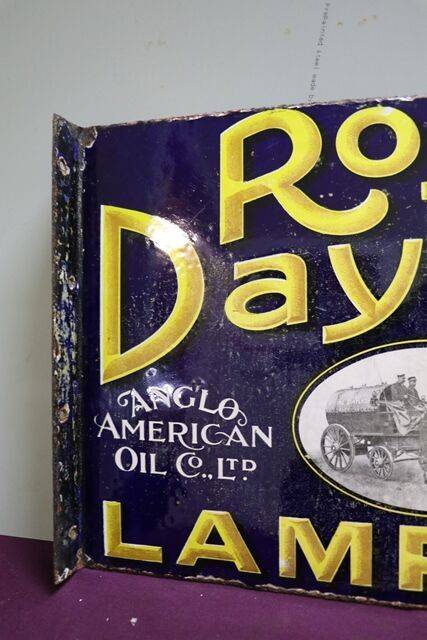 Ro
Day
ANGLO
AMERICAN
OIL Co., LTD.
LAMP